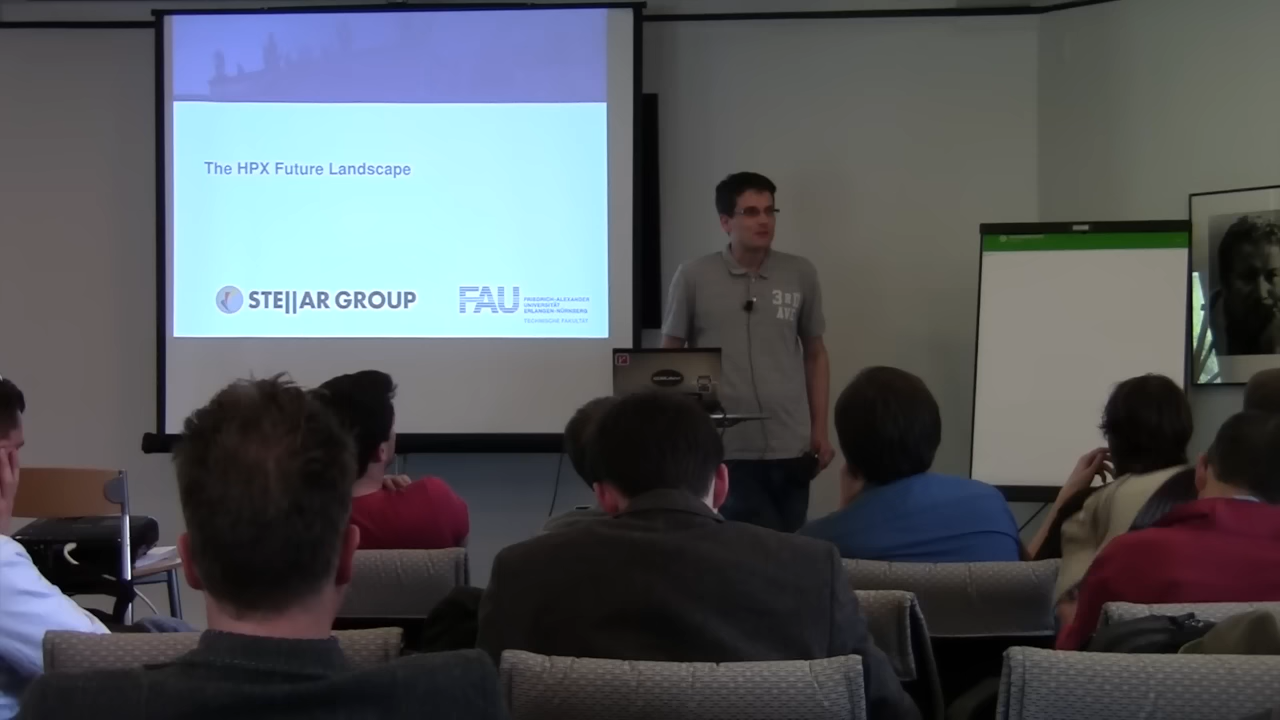 The HPX Future Landscape
STE||AR GROUP
FAU
FRIEDRICH-ALEXANDER
UNIVERSITÄT
ERLANGEN-NÜRNBERG
TECHNISCHE FAKULTÄT
3RD
AVE